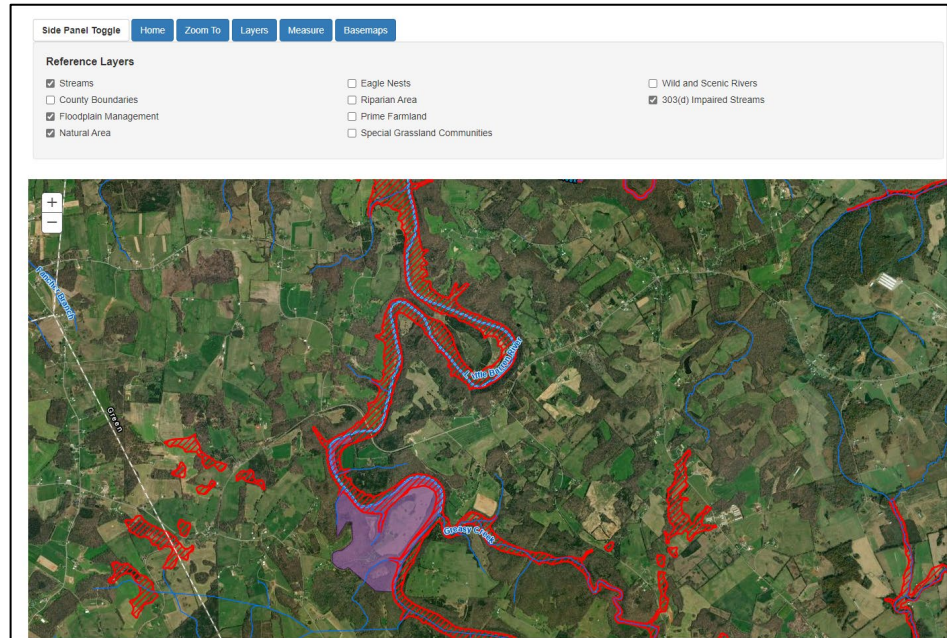 Side Panel Toggle Home Zoom To Layers Measure Basemaps
Reference Layers
Streams Eagle Nests Wild and Scenic Rivers
County Boundaries Riparian Area 303(d) Impaired Streams
Floodplain Management Prime Farmland
Natural Area Special Grassland Communities
+
−
Branch
Little Barren River
Green
Greasy Creek